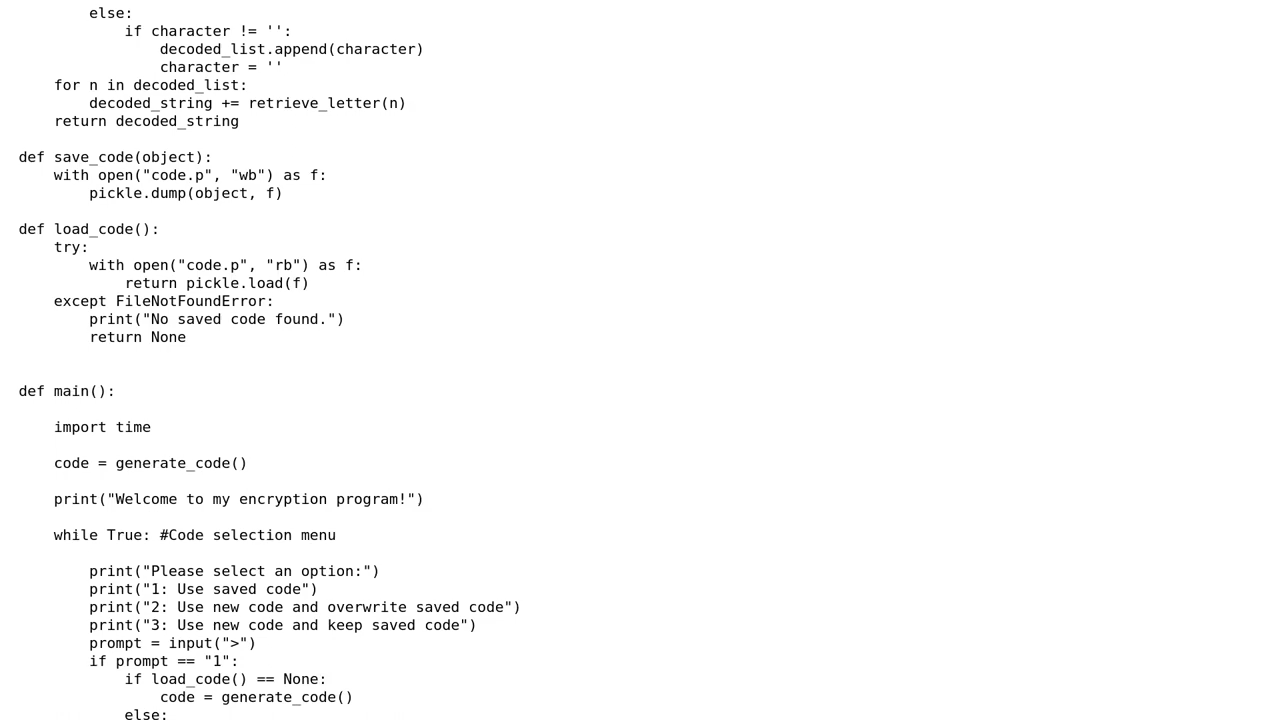 else:
            if character != '':
                decoded_list.append(character)
                character = ''
    for n in decoded_list:
        decoded_string += retrieve_letter(n)
    return decoded_string

def save_code(object):
    with open("code.p", "wb") as f:
        pickle.dump(object, f)

def load_code():
    try:
        with open("code.p", "rb") as f:
            return pickle.load(f)
    except FileNotFoundError:
        print("No saved code found.")
        return None


def main():

    import time

    code = generate_code()

    print("Welcome to my encryption program!")

    while True: #Code selection menu

        print("Please select an option:")
        print("1: Use saved code")
        print("2: Use new code and overwrite saved code")
        print("3: Use new code and keep saved code")
        prompt = input(">")
        if prompt == "1":
            if load_code() == None:
                code = generate_code()
            else: